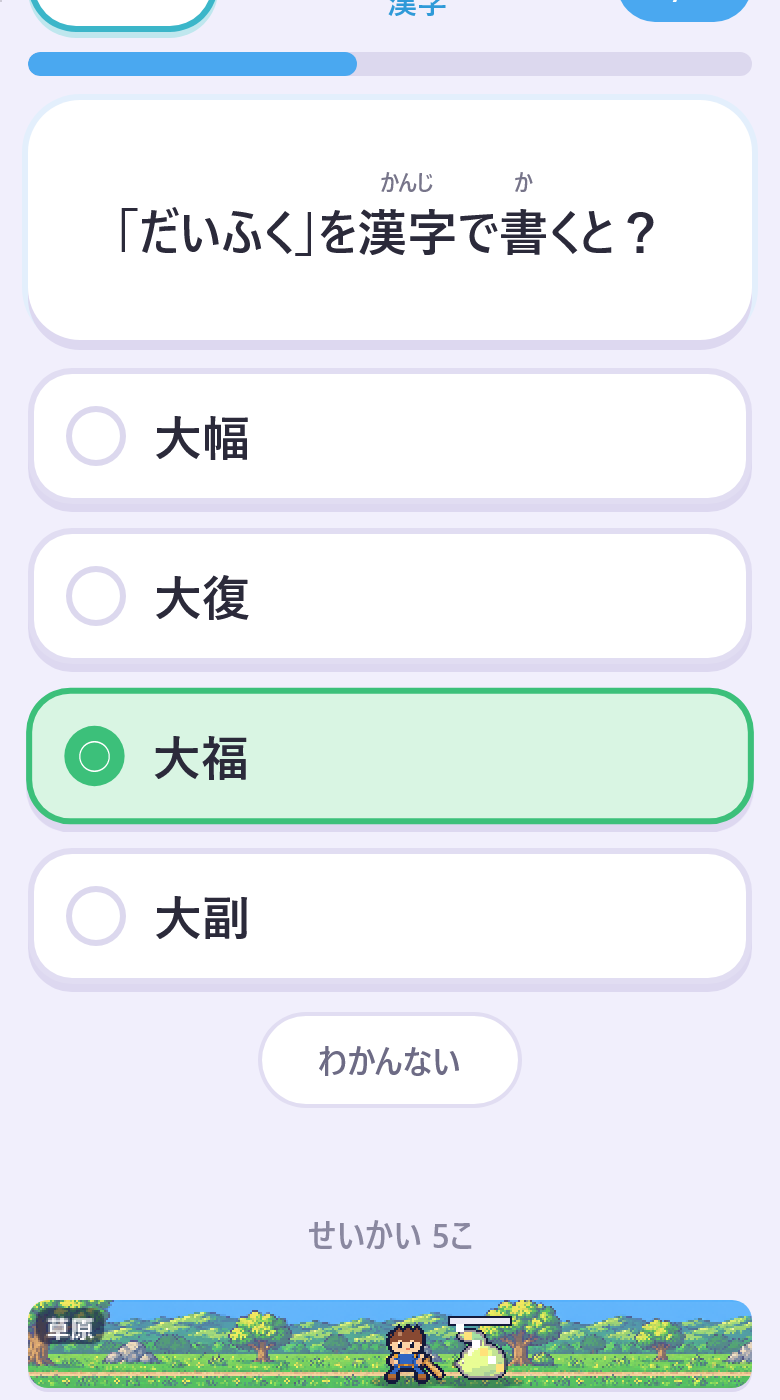 漢字
かんじ か
「だいふく」を漢字で書くと？
大幅
大復
大福
大副
わかんない
せいかい 5こ
草原